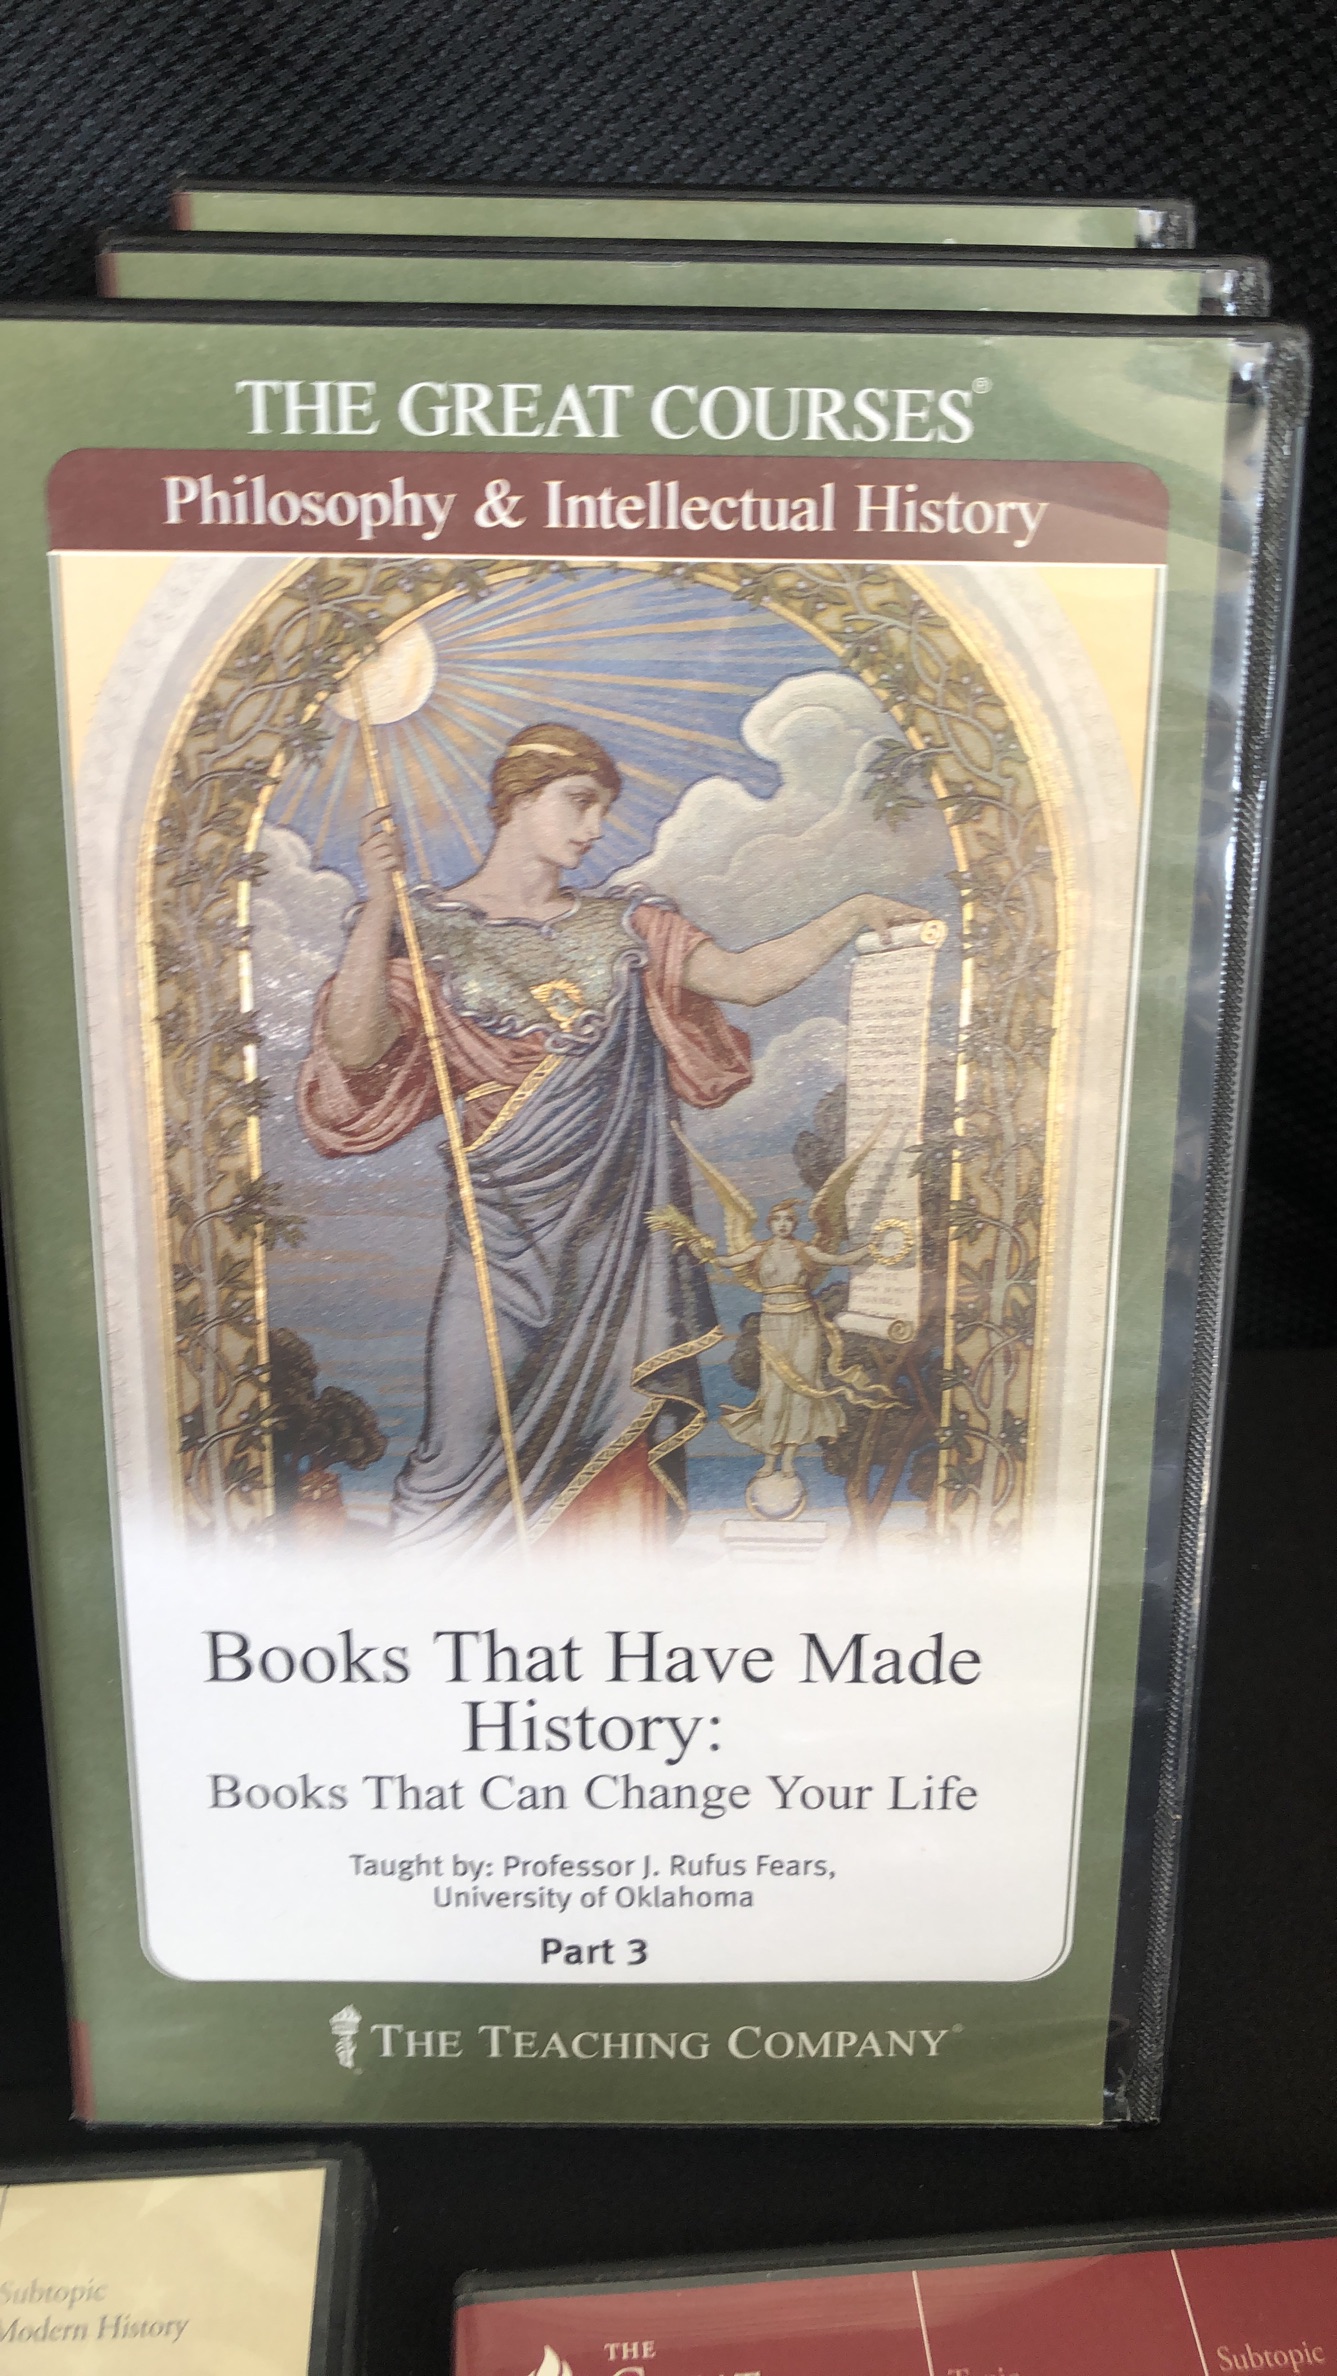 THE GREAT COURSES®
Philosophy & Intellectual History
Books That Have Made
History:
Books That Can Change Your Life
Taught by: Professor J. Rufus Fears,
University of Oklahoma
Part 3
THE TEACHING COMPANY®
Subtopic
Modern History
THE
Subtopic